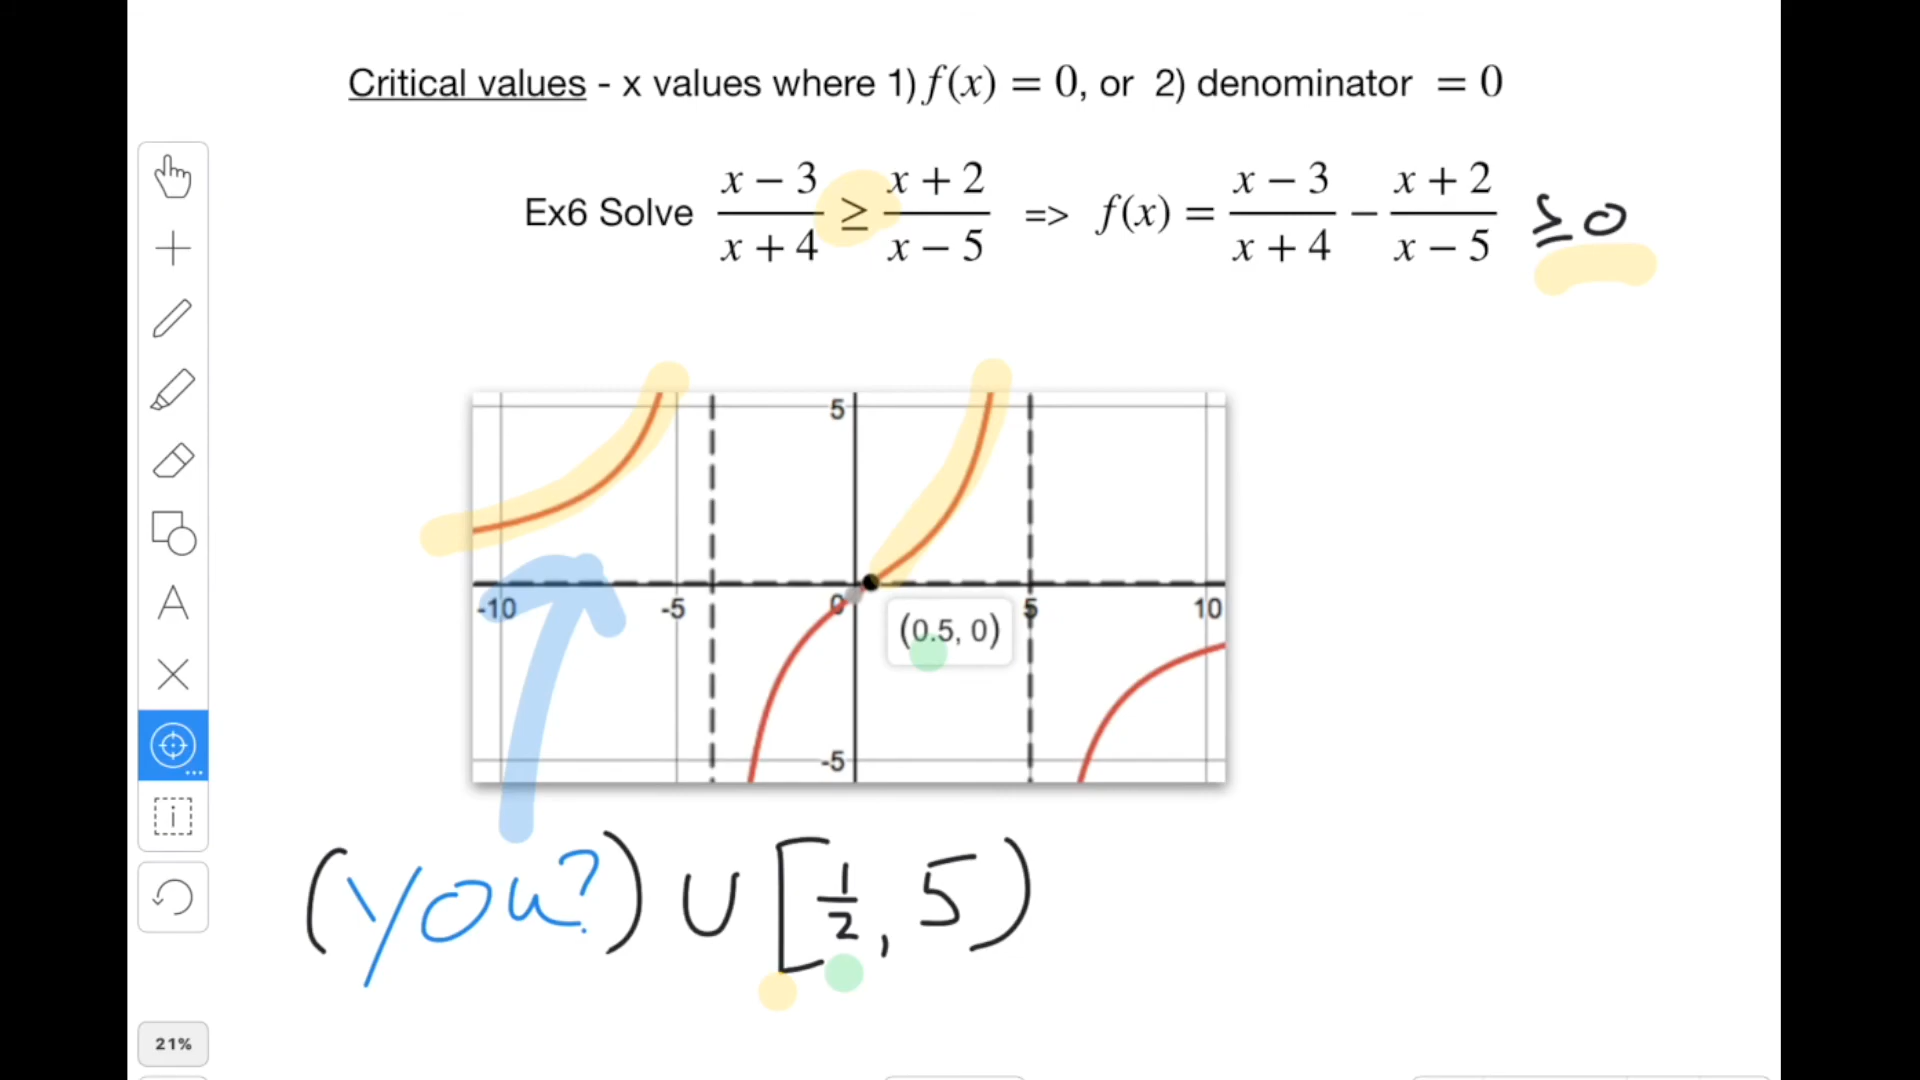 Critical values - x values where 1) f(x) = 0, or 2) denominator = 0
Ex6 Solve (x − 3)/(x + 4) ≥ (x + 2)/(x − 5) => f(x) = (x − 3)/(x + 4) − (x + 2)/(x − 5) ≥ 0
5
-10 -5 0 5 10
(0.5, 0)
-5
(you?) ∪ [1/2, 5)
A
i
21%